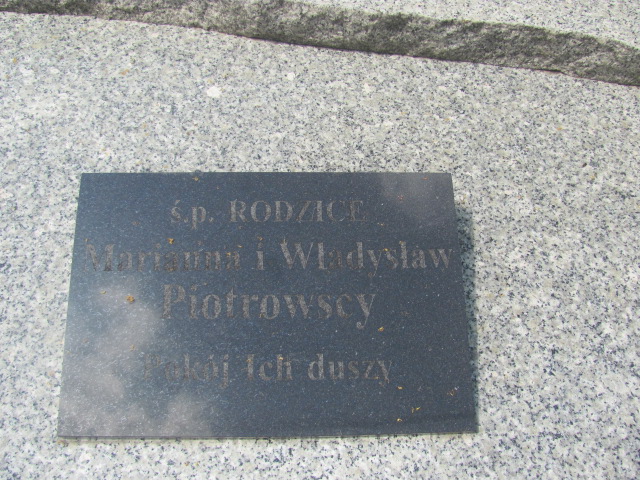 ś.p. RODZICE
Marianna i Władysław
Piotrowscy
Pokój Ich duszy